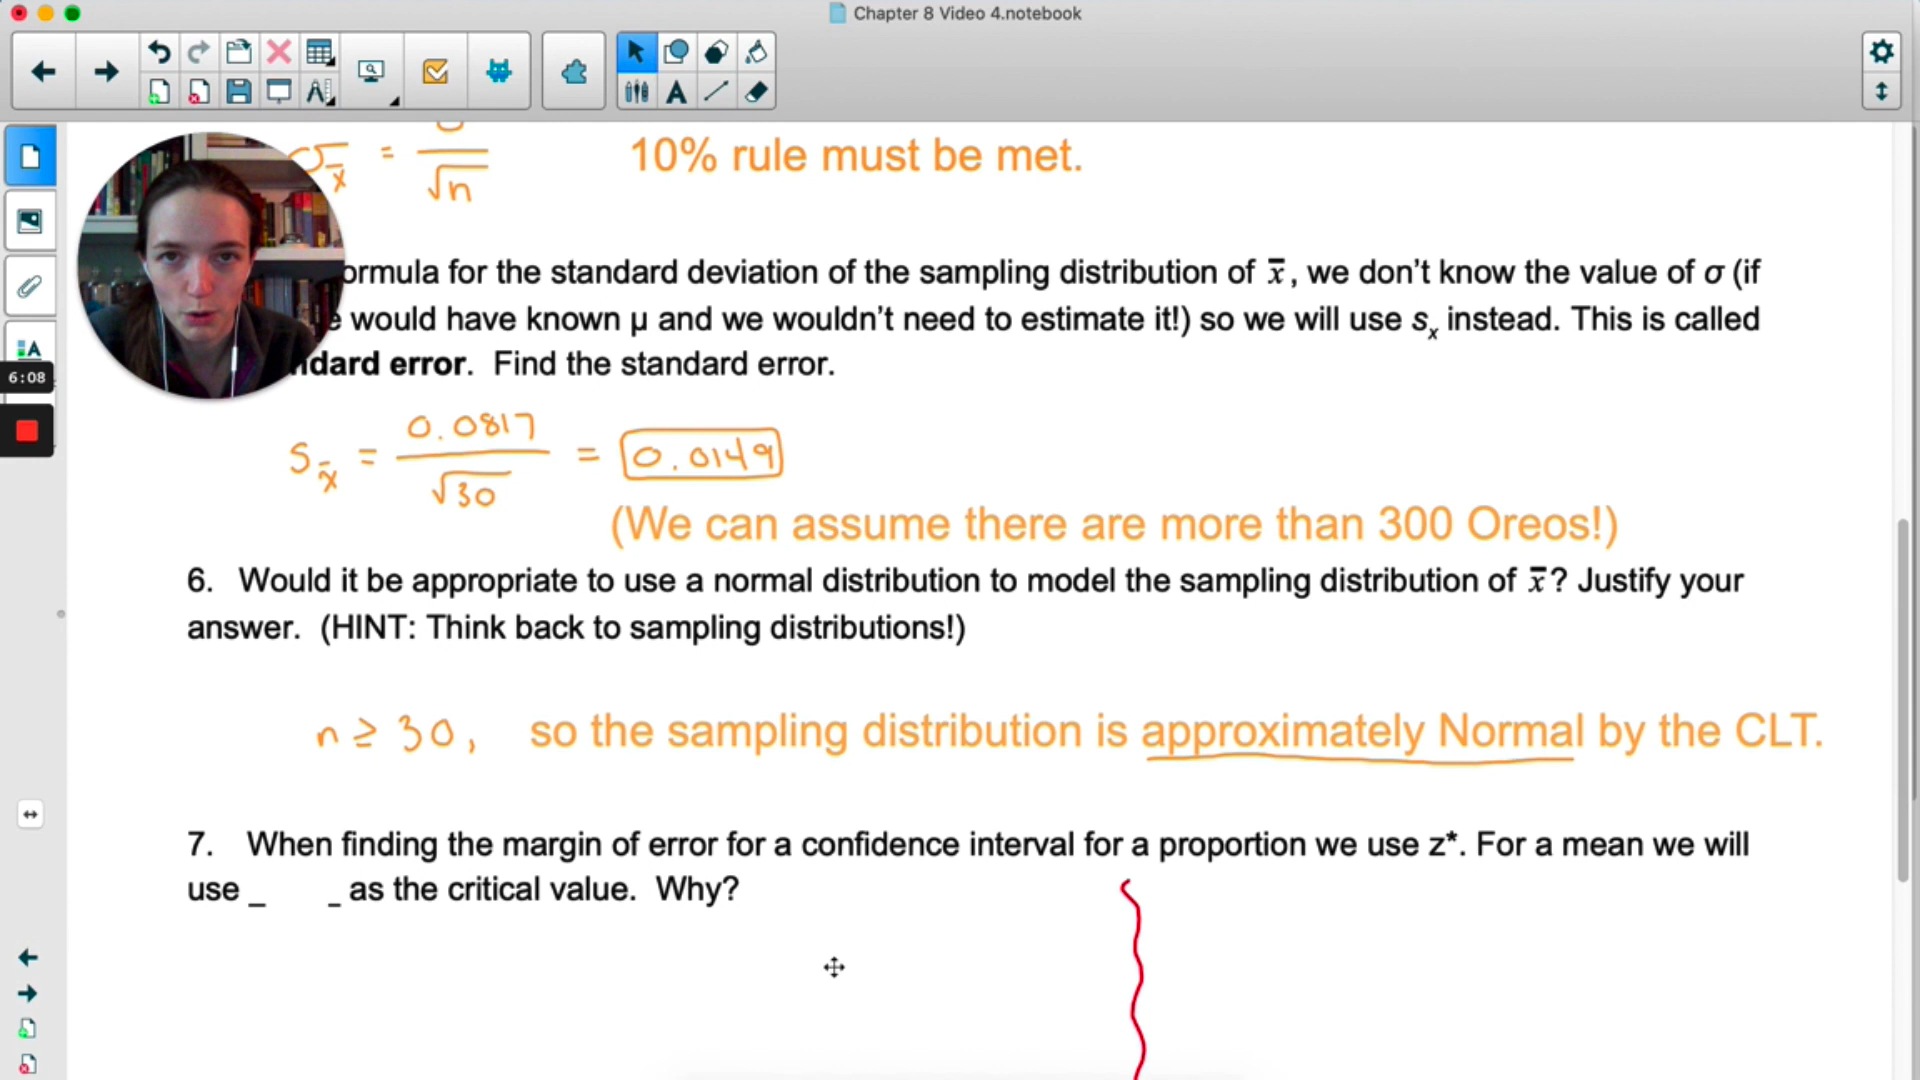 Chapter 8 Video 4.notebook
σx̄ = σ/√n 10% rule must be met.
ormula for the standard deviation of the sampling distribution of x̄, we don't know the value of σ (if
e would have known μ and we wouldn't need to estimate it!) so we will use sx instead. This is called
ndard error. Find the standard error.
6:08
sx̄ = 0.0817/√30 = 0.0149
(We can assume there are more than 300 Oreos!)
6. Would it be appropriate to use a normal distribution to model the sampling distribution of x̄? Justify your
answer. (HINT: Think back to sampling distributions!)
n ≥ 30, so the sampling distribution is approximately Normal by the CLT.
7. When finding the margin of error for a confidence interval for a proportion we use z*. For a mean we will
use _ _ as the critical value. Why?